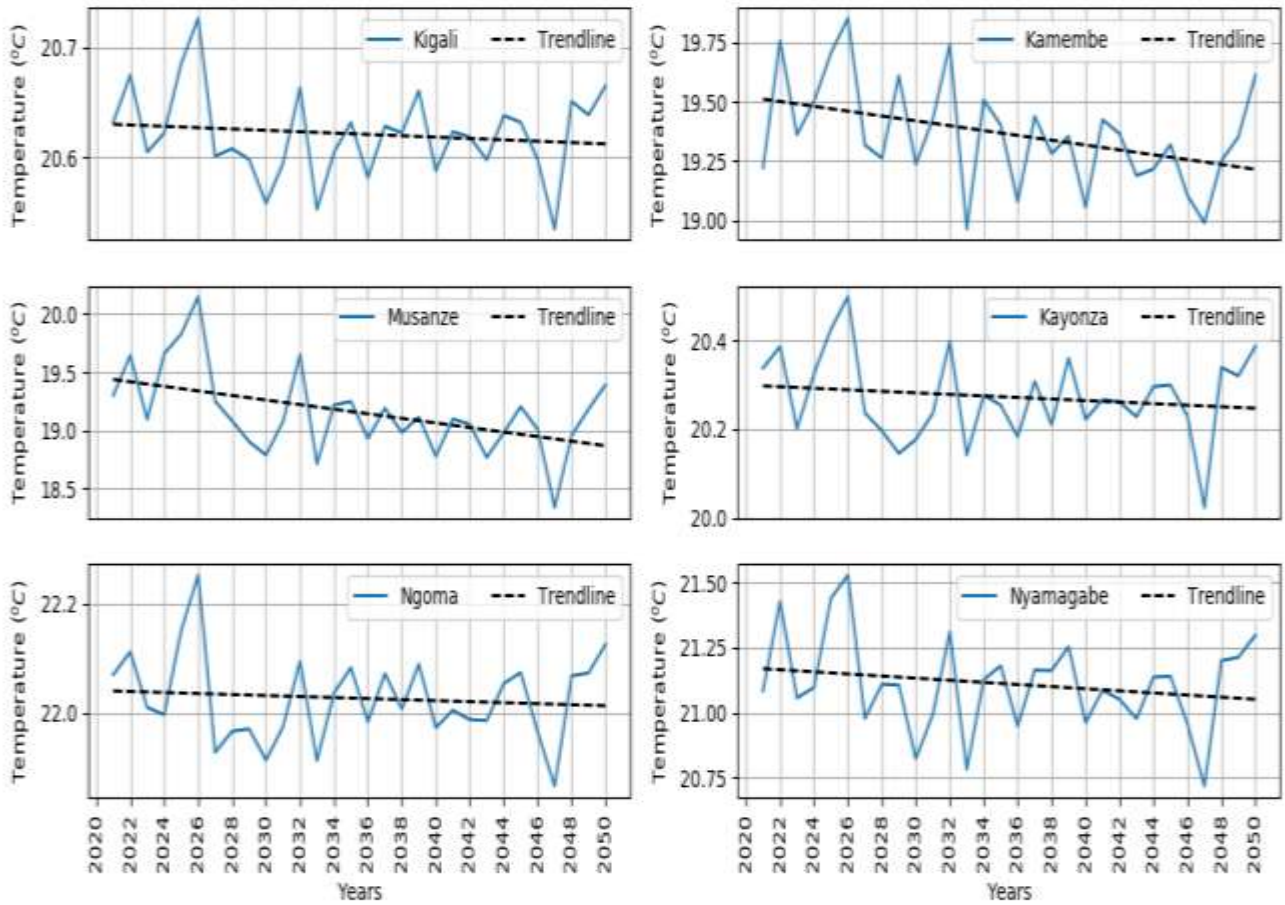 Kigali Trendline
Temperature (°C)
20.7
20.6
Kamembe Trendline
Temperature (°C)
19.75
19.50
19.25
19.00
Musanze Trendline
Temperature (°C)
20.0
19.5
19.0
18.5
Kayonza Trendline
Temperature (°C)
20.4
20.2
20.0
Ngoma Trendline
Temperature (°C)
22.2
22.0
2020 2022 2024 2026 2028 2030 2032 2034 2036 2038 2040 2042 2044 2046 2048 2050
Years
Nyamagabe Trendline
Temperature (°C)
21.50
21.25
21.00
20.75
2020 2022 2024 2026 2028 2030 2032 2034 2036 2038 2040 2042 2044 2046 2048 2050
Years